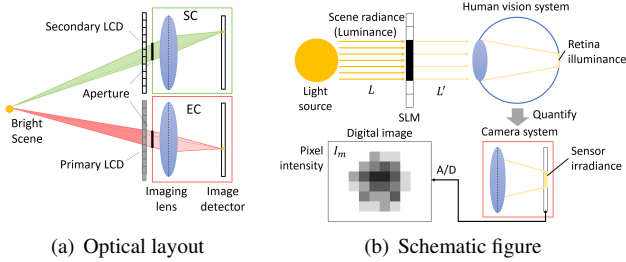 Secondary LCD
SC
Aperture
EC
Bright
Scene
Primary LCD
Imaging
lens
Image
detector
(a) Optical layout
Scene radiance
(Luminance)
Human vision system
Light
source
L
L′
SLM
Retina
illuminance
Quantify
Digital image
Camera system
Pixel
intensity
I_m
A/D
Sensor
irradiance
(b) Schematic figure